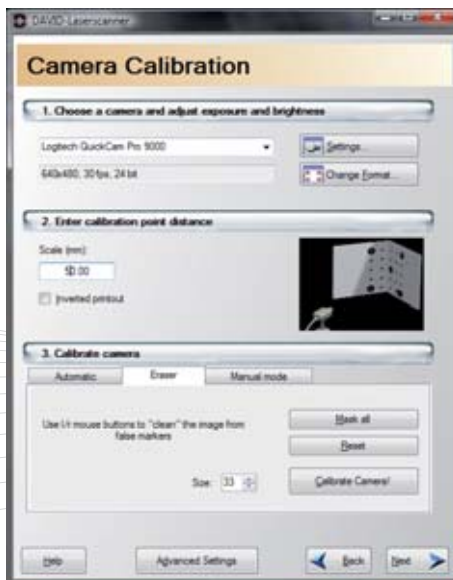 DAVID-Laserscanner
Camera Calibration
1. Choose a camera and adjust exposure and brightness
Logitech QuickCam Pro 9000
Settings...
640x480, 30 fps, 24 bit
Change Format...
2. Enter calibration point distance
Scale (mm):
50.00
Inverted printout
3. Calibrate camera
Automatic Eraser Manual mode
Use l/r mouse buttons to "clean" the image from
false markers
Mask all
Reset
Size: 33
Calibrate Camera!
Help Advanced Settings Back Next